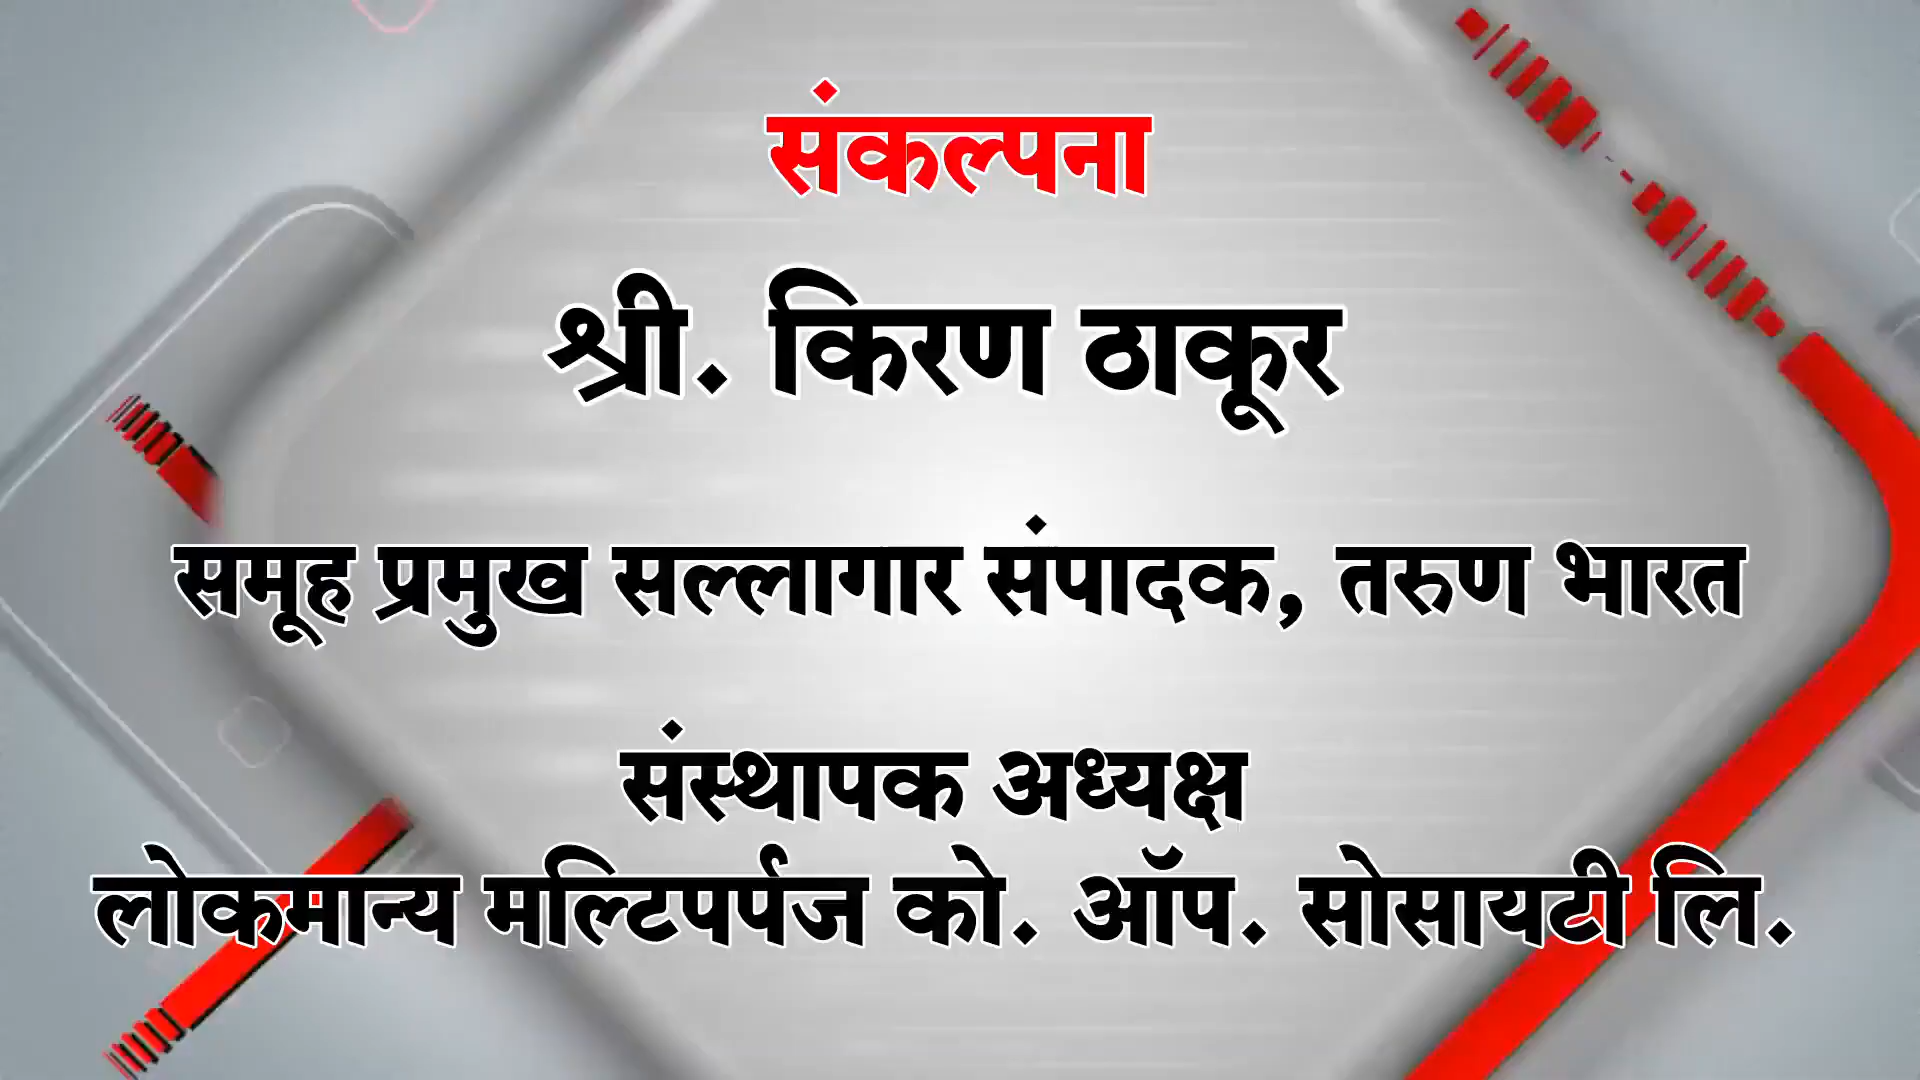 संकल्पना
श्री. किरण ठाकूर
समूह प्रमुख सल्लागार संपादक, तरुण भारत
संस्थापक अध्यक्ष
लोकमान्य मल्टिपर्पज को. ऑप. सोसायटी लि.